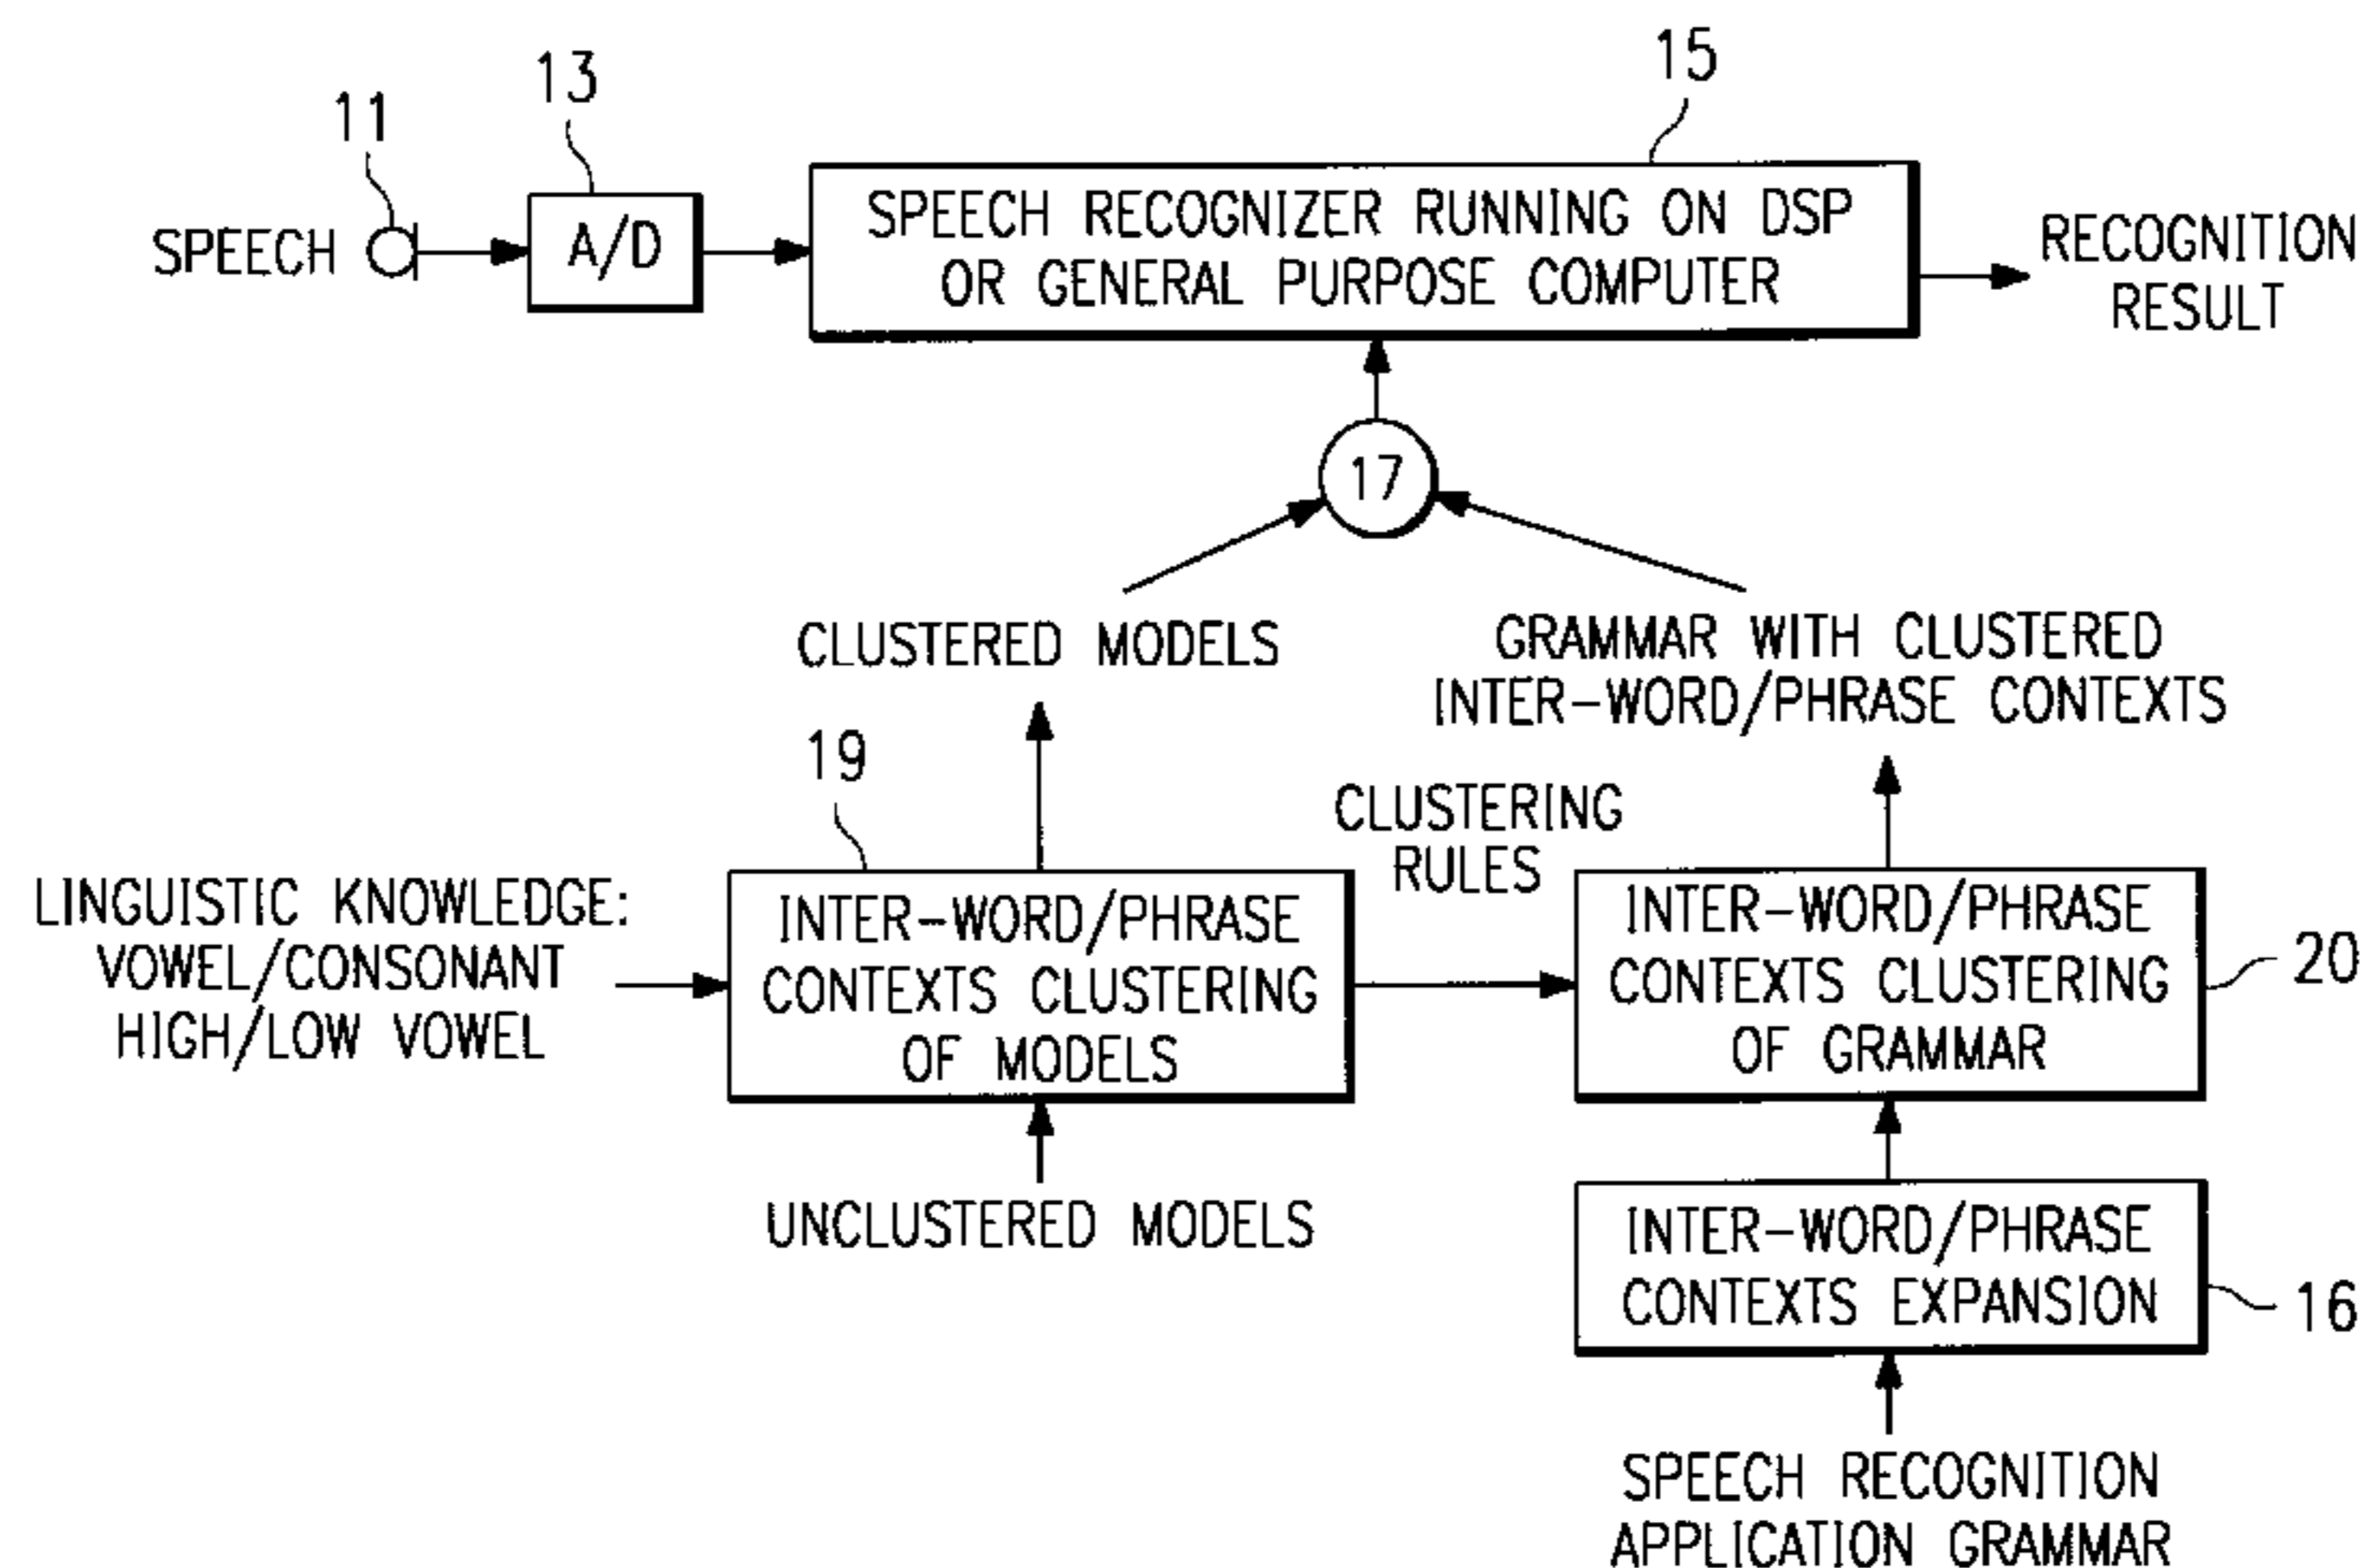 15
13
11
SPEECH
A/D
SPEECH RECOGNIZER RUNNING ON DSP
OR GENERAL PURPOSE COMPUTER
RECOGNITION
RESULT
17
CLUSTERED MODELS
GRAMMAR WITH CLUSTERED
INTER-WORD/PHRASE CONTEXTS
19
CLUSTERING
RULES
LINGUISTIC KNOWLEDGE:
VOWEL/CONSONANT
HIGH/LOW VOWEL
INTER-WORD/PHRASE
CONTEXTS CLUSTERING
OF MODELS
INTER-WORD/PHRASE
CONTEXTS CLUSTERING
OF GRAMMAR
20
UNCLUSTERED MODELS
INTER-WORD/PHRASE
CONTEXTS EXPANSION
16
SPEECH RECOGNITION
APPLICATION GRAMMAR